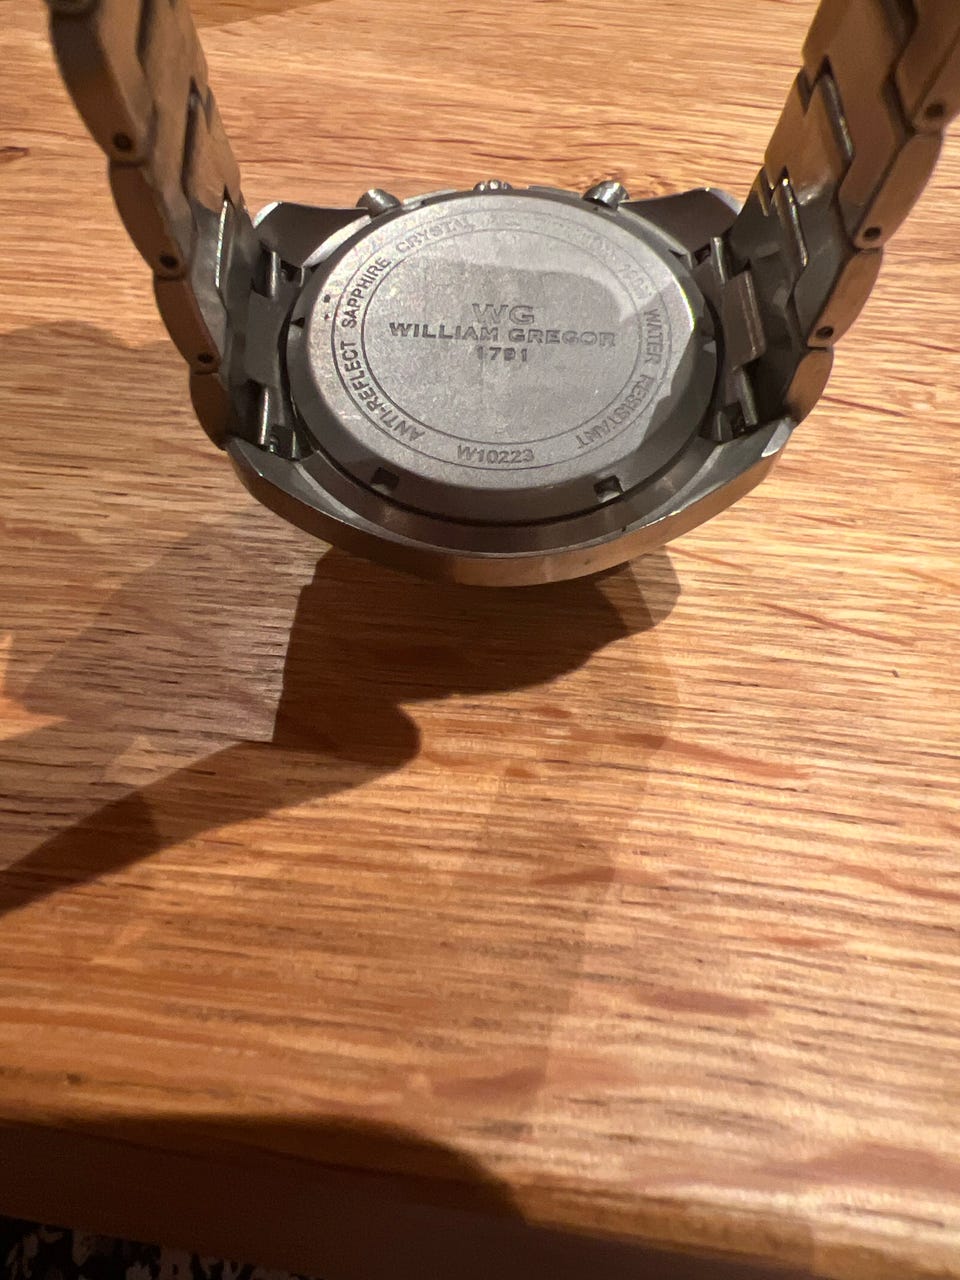 WG
WILLIAM GREGOR
1791
ANTI-REFLECT SAPPHIRE CRYSTAL
WATER RESISTANT
W10223